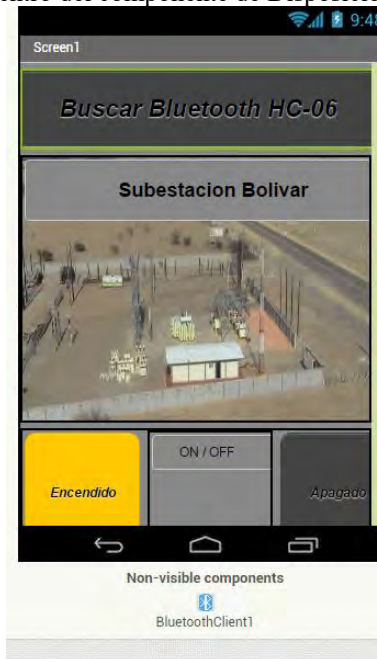 9:48
Screen1
Buscar Bluetooth HC-06
Subestacion Bolivar
ON / OFF
Encendido
Apagado
Non-visible components
BluetoothClient1